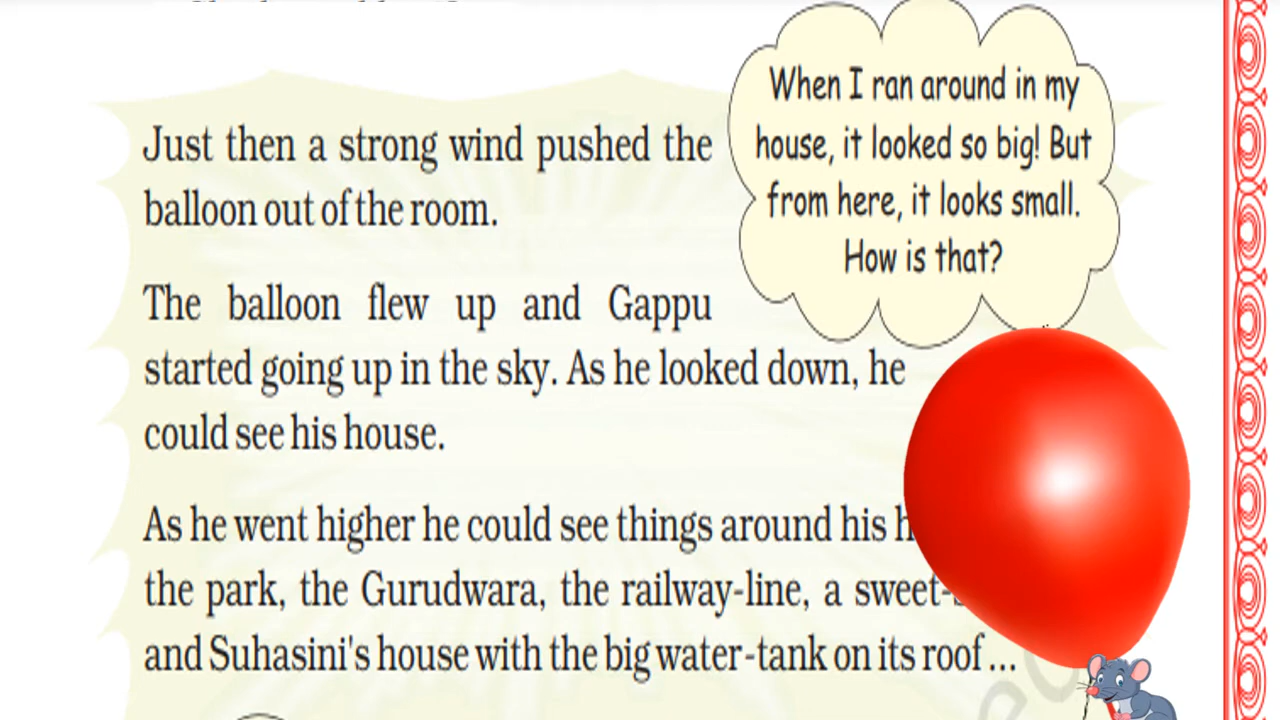 Just then a strong wind pushed the
balloon out of the room.
When I ran around in my
house, it looked so big! But
from here, it looks small.
How is that?
The balloon flew up and Gappu
started going up in the sky. As he looked down, he
could see his house.
As he went higher he could see things around his
the park, the Gurudwara, the railway-line, a
and Suhasini's house with the big water-tank on its roof...